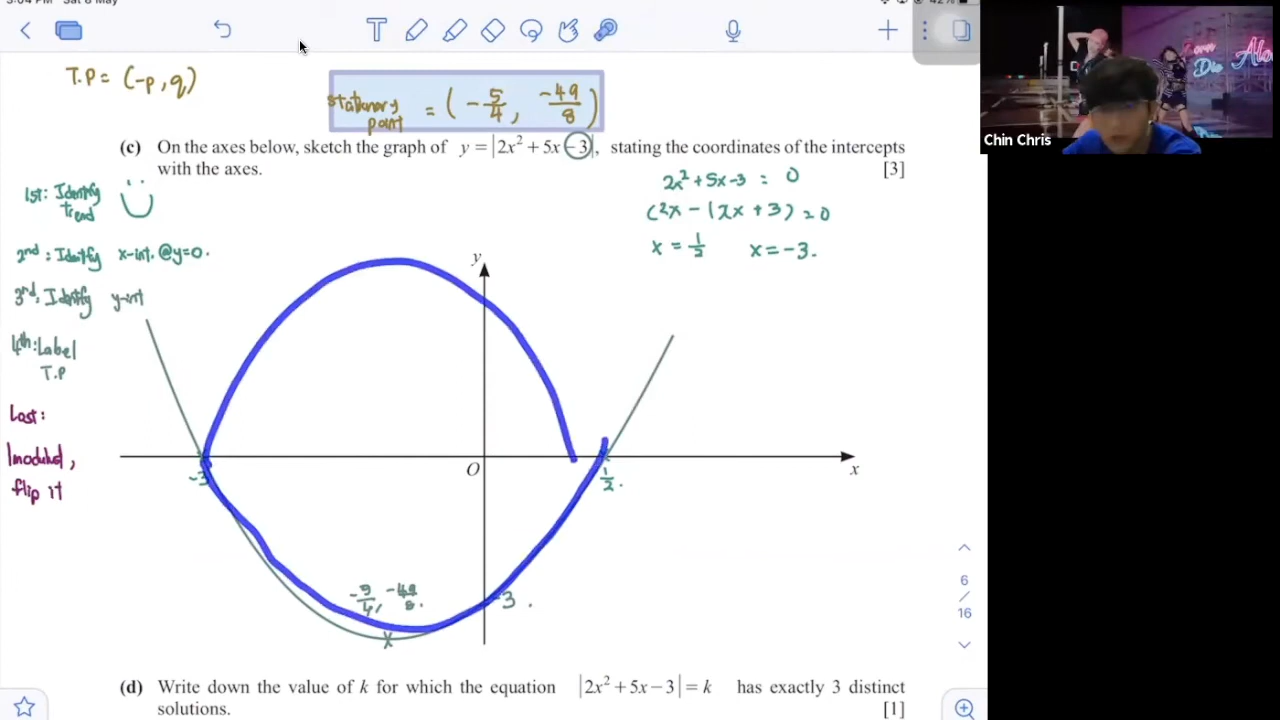 T.P = (-p, q)
stationary point = (-5/4, -49/8)
(c) On the axes below, sketch the graph of y = |2x² + 5x − 3|, stating the coordinates of the intercepts
with the axes. [3]
2x² + 5x - 3 = 0
(2x - 1)(x + 3) = 0
x = 1/2 x = -3.
1st: Identify
trend
2nd: Identify x-int. @y=0.
3rd: Identify y-int
4th: Label
T.P
Last:
flip it
y
O
x
-3
1/2.
-5/4, -49/8.
x
-3.
6
/
16
(d) Write down the value of k for which the equation |2x² + 5x − 3| = k has exactly 3 distinct
solutions. [1]
Chin Chris